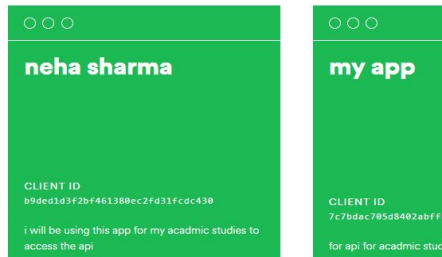 neha sharma
CLIENT ID
b9ded1d3f2bf461380ec2fd31fcdc430
i will be using this app for my acadmic studies to
access the api
my app
CLIENT ID
7c7bdac705d8402abff
for api for acadmic stud